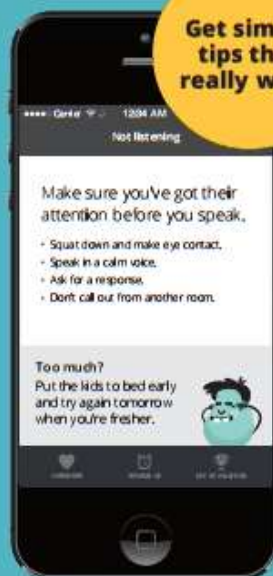 Get sim
tips th
really w
12:34 AM
Not listening
Make sure you've got their
attention before you speak.
• Squat down and make eye contact.
• Speak in a calm voice.
• Ask for a response.
• Don't call out from another room.
Too much?
Put the kids to bed early
and try again tomorrow
when you're fresher.